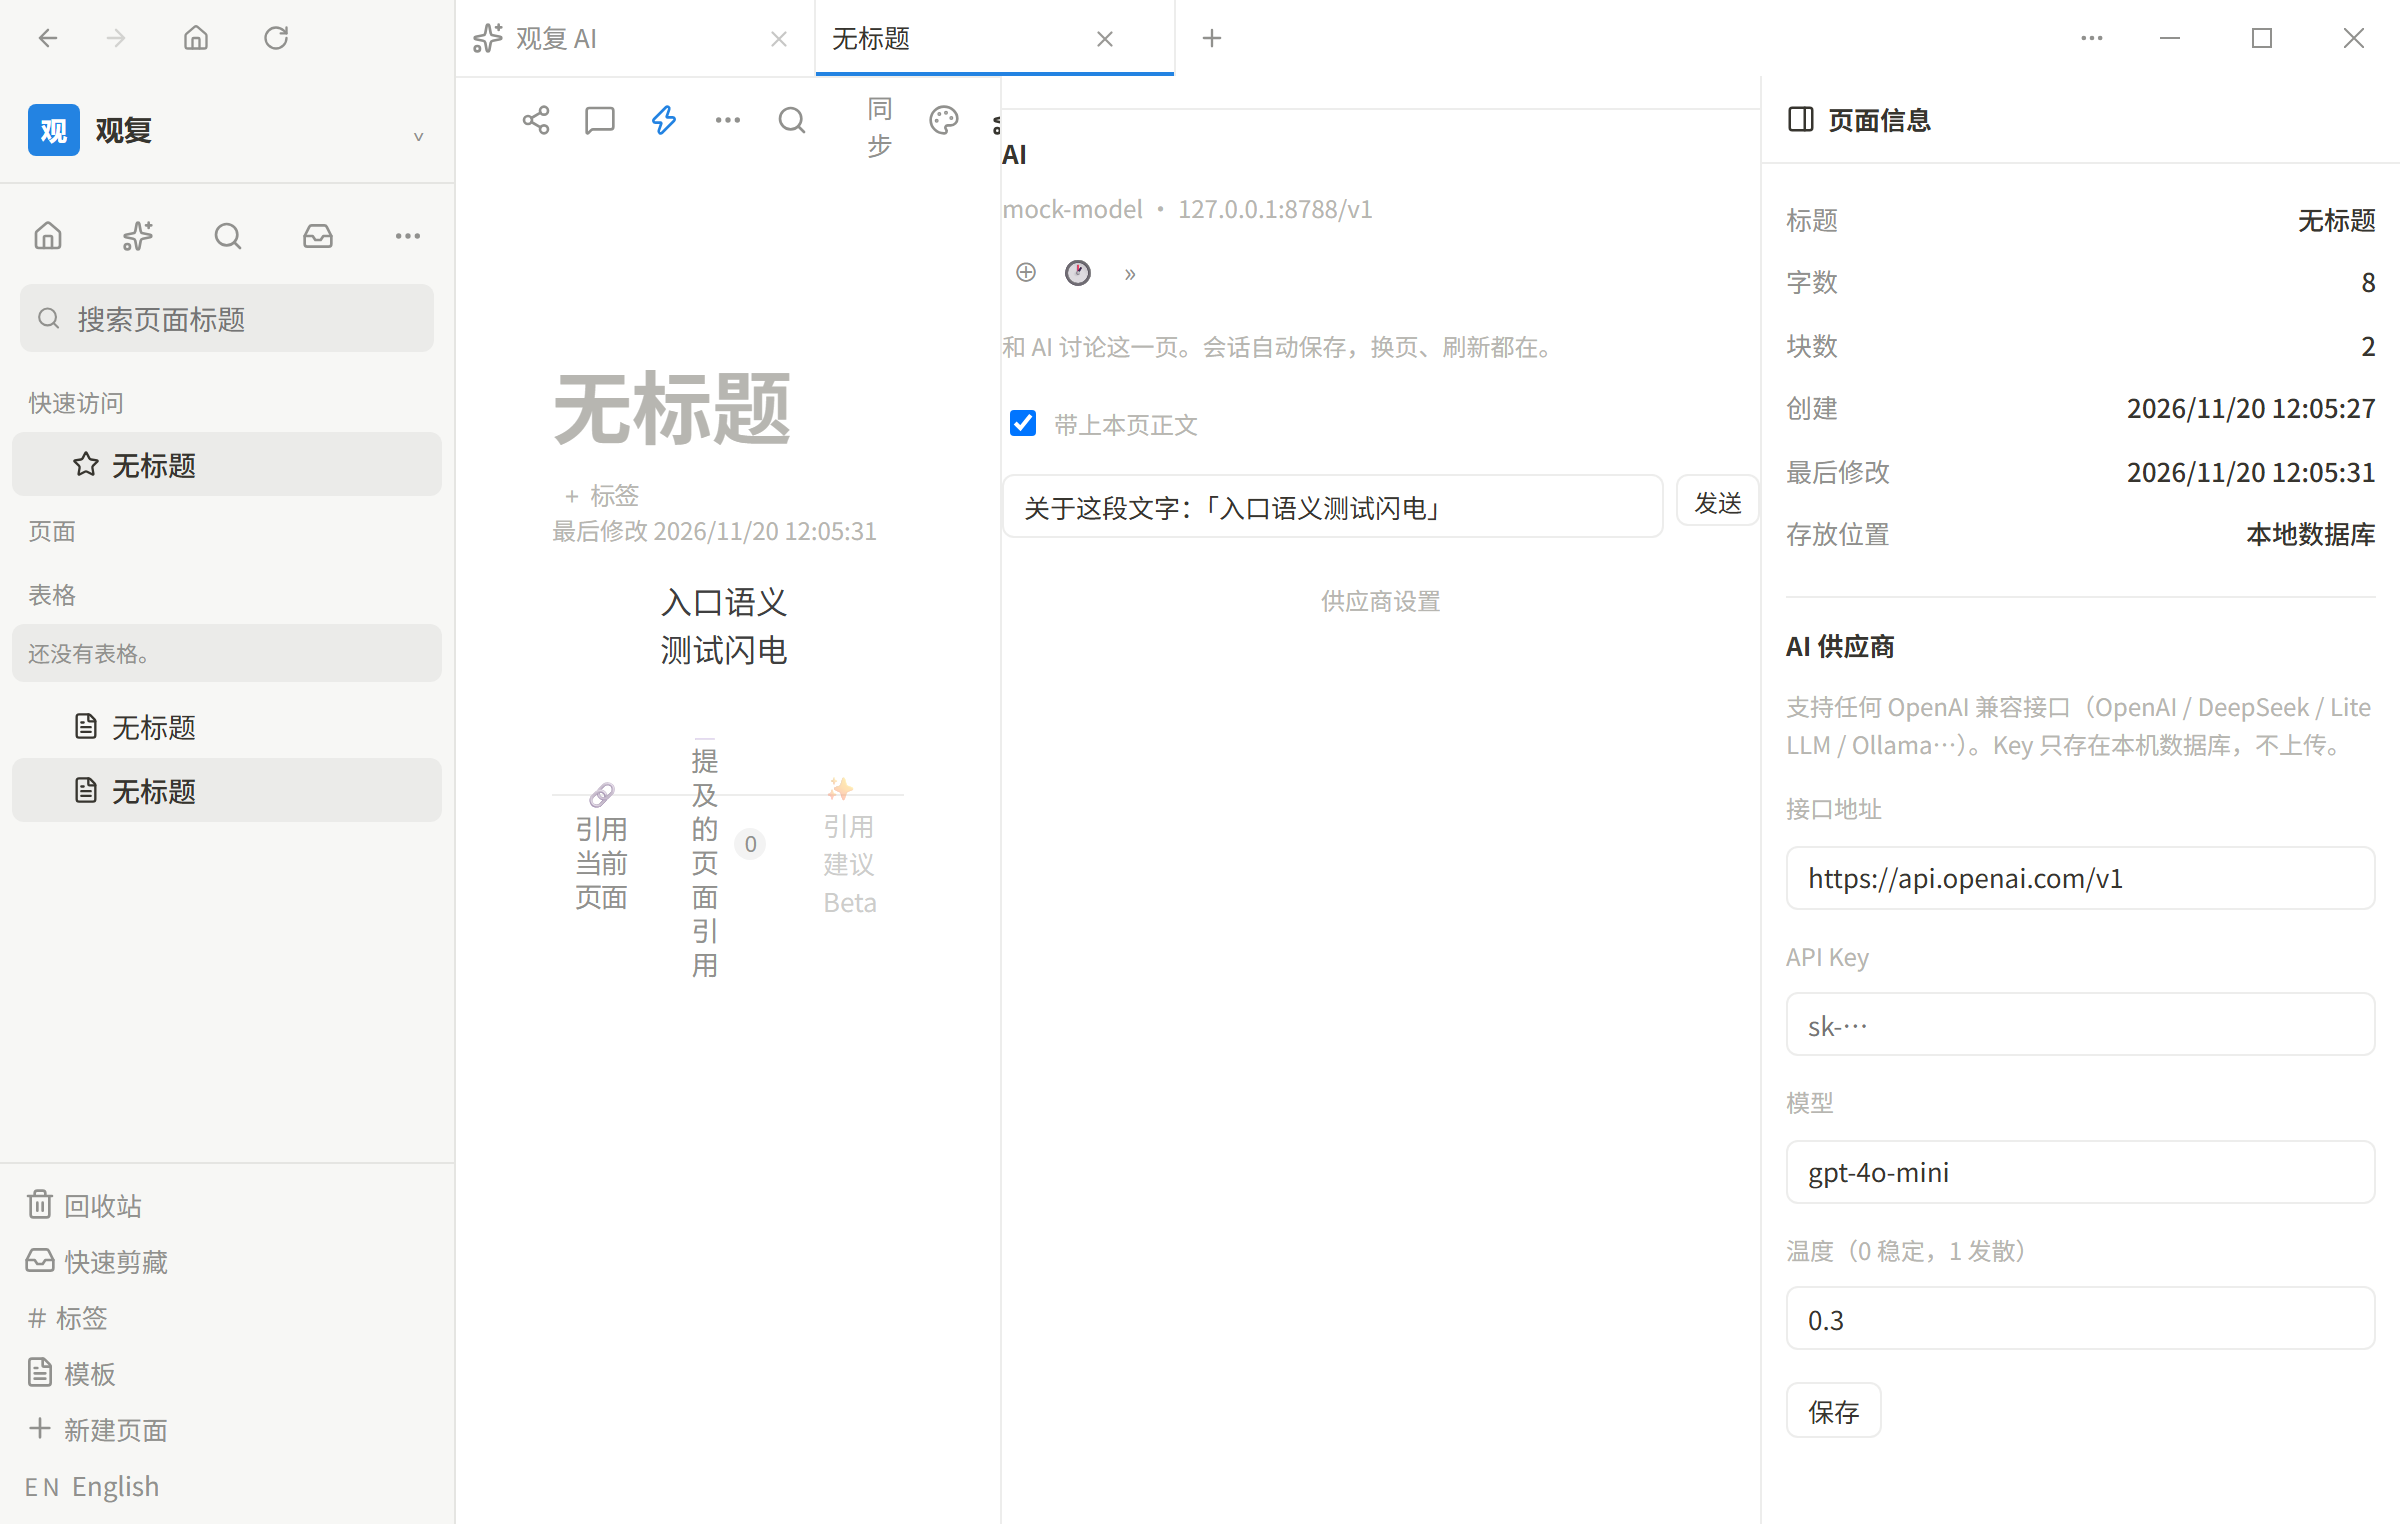 观复 AI
无标题
观 观复
搜索页面标题
快速访问
无标题
页面
表格
还没有表格。
无标题
无标题
回收站
快速剪藏
# 标签
模板
新建页面
EN English
同
步
无标题
+ 标签
最后修改 2026/11/20 12:05:31
入口语义
测试闪电
引用
当前
页面
提
及
的
页
面
引
用
0
引用
建议
Beta
AI
mock-model • 127.0.0.1:8788/v1
»
和 AI 讨论这一页。会话自动保存，换页、刷新都在。
带上本页正文
关于这段文字：「入口语义测试闪电」
发送
供应商设置
页面信息
标题 无标题
字数 8
块数 2
创建 2026/11/20 12:05:27
最后修改 2026/11/20 12:05:31
存放位置 本地数据库
AI 供应商
支持任何 OpenAI 兼容接口（OpenAI / DeepSeek / Lite
LLM / Ollama…）。Key 只存在本机数据库，不上传。
接口地址
https://api.openai.com/v1
API Key
sk-…
模型
gpt-4o-mini
温度（0 稳定，1 发散）
0.3
保存